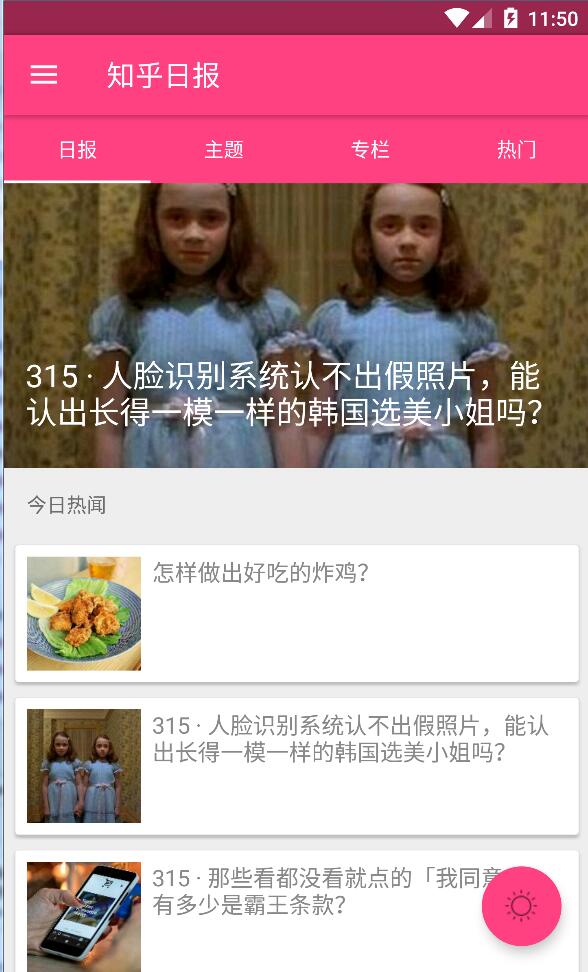 11:50
知乎日报
日报 主题 专栏 热门
315 · 人脸识别系统认不出假照片，能
认出长得一模一样的韩国选美小姐吗？
今日热闻
怎样做出好吃的炸鸡？
315 · 人脸识别系统认不出假照片，能认
出长得一模一样的韩国选美小姐吗？
315 · 那些看都没看就点的「我同意
有多少是霸王条款？